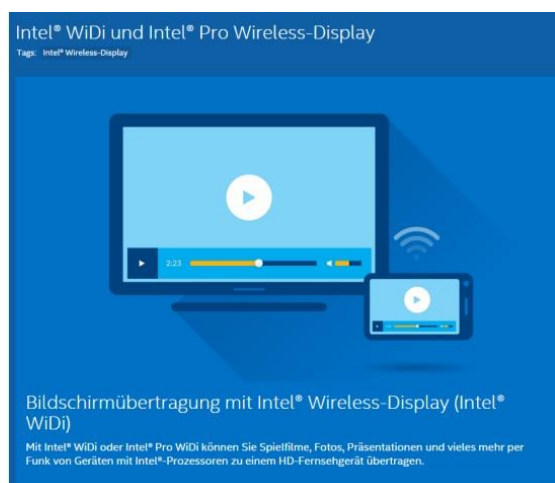 Intel® WiDi und Intel® Pro Wireless-Display
Tags: Intel® Wireless-Display
2:23
Bildschirmübertragung mit Intel® Wireless-Display (Intel®
WiDi)
Mit Intel® WiDi oder Intel® Pro WiDi können Sie Spielfilme, Fotos, Präsentationen und vieles mehr per
Funk von Geräten mit Intel®-Prozessoren zu einem HD-Fernsehgerät übertragen.